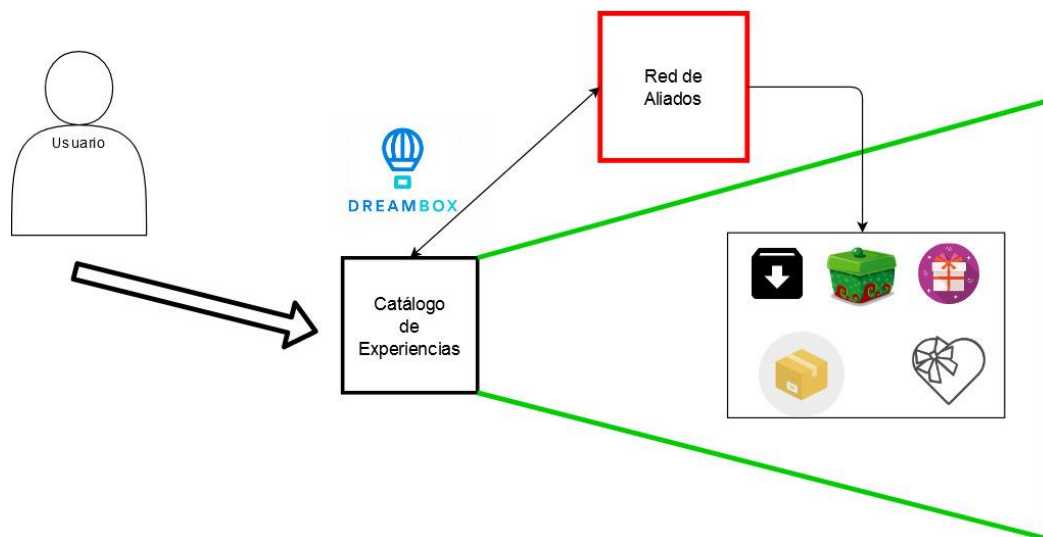 Usuario
Red de
Aliados
DREAMBOX
Catálogo
de
Experiencias